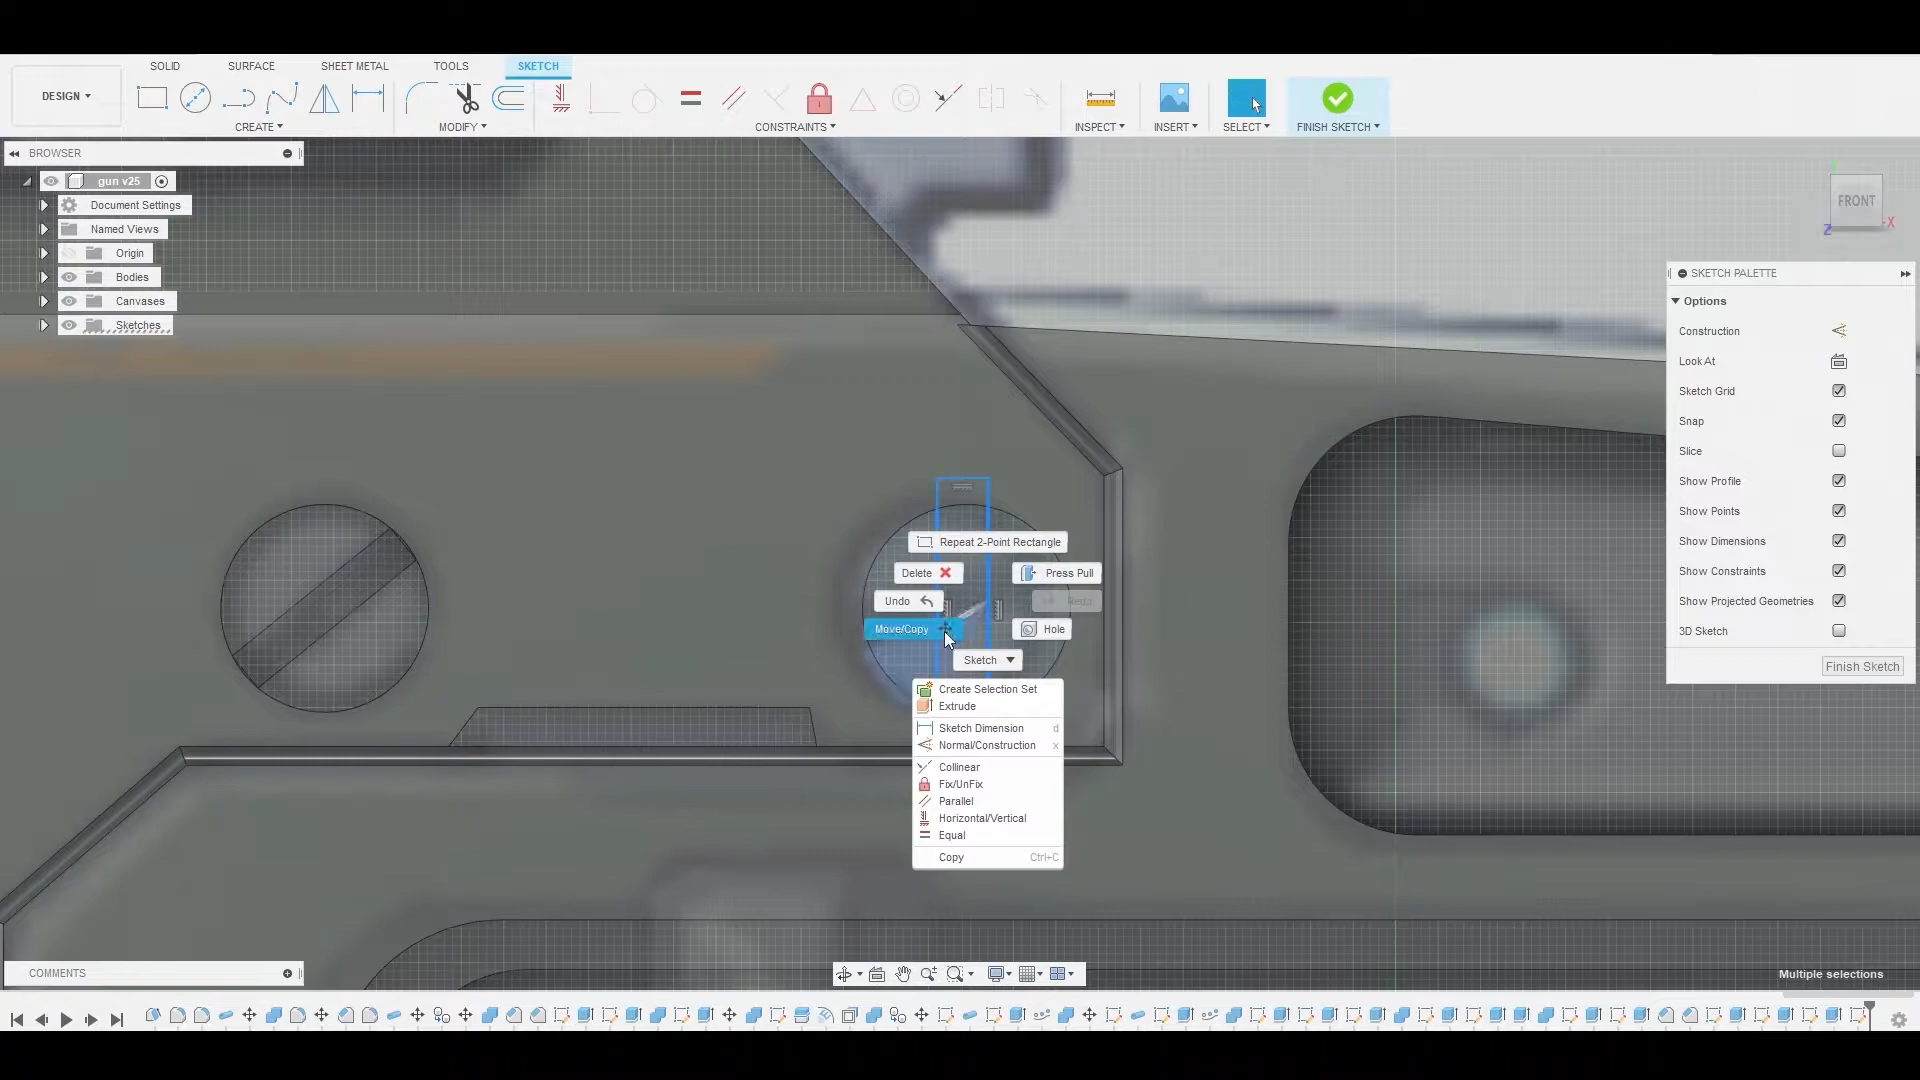 SOLID
SURFACE
SHEET METAL
TOOLS
SKETCH
DESIGN
CREATE
MODIFY
CONSTRAINTS
INSPECT
INSERT
SELECT
FINISH SKETCH
BROWSER
gun v25
Document Settings
Named Views
Origin
Bodies
Canvases
Sketches
FRONT
X
Z
Y
SKETCH PALETTE
Options
Construction
Look At
Sketch Grid
Snap
Slice
Show Profile
Show Points
Show Dimensions
Show Constraints
Show Projected Geometries
3D Sketch
Finish Sketch
Repeat 2-Point Rectangle
Delete
Press Pull
Undo
Redo
Move/Copy
Hole
Sketch
Create Selection Set
Extrude
Sketch Dimension d
Normal/Construction x
Collinear
Fix/UnFix
Parallel
Horizontal/Vertical
Equal
Copy Ctrl+C
COMMENTS
Multiple selections